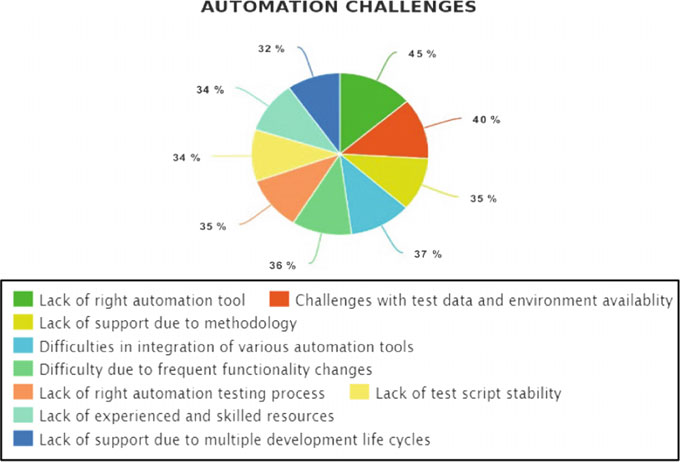 AUTOMATION CHALLENGES
32 %
45 %
34 %
40 %
34 %
35 %
35 %
37 %
36 %
Lack of right automation tool
Challenges with test data and environment availablity
Lack of support due to methodology
Difficulties in integration of various automation tools
Difficulty due to frequent functionality changes
Lack of right automation testing process
Lack of test script stability
Lack of experienced and skilled resources
Lack of support due to multiple development life cycles